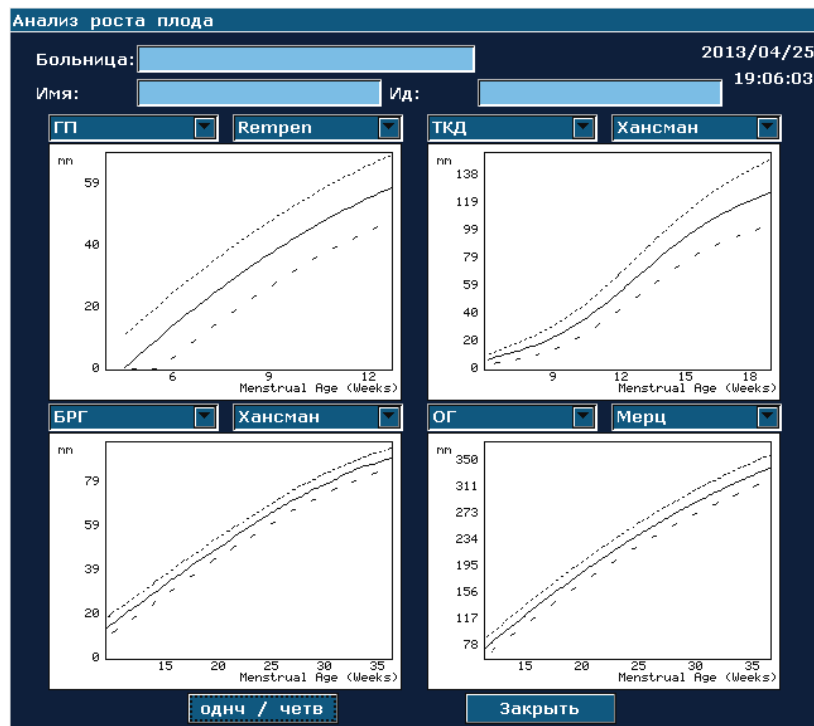 Анализ роста плода
Больница: 2013/04/25
19:06:03
Имя: Ид:
ГП Rempen ТКД Хансман
mm
59
40
20
0
6 9 12
Menstrual Age (Weeks)
mm
138
119
99
79
59
40
20
0
9 12 15 18
Menstrual Age (Weeks)
БРГ Хансман ОГ Мерц
mm
79
59
39
20
0
15 20 25 30 35
Menstrual Age (Weeks)
mm
350
311
273
234
195
156
117
78
15 20 25 30 35
Menstrual Age (Weeks)
однч / четв Закрыть